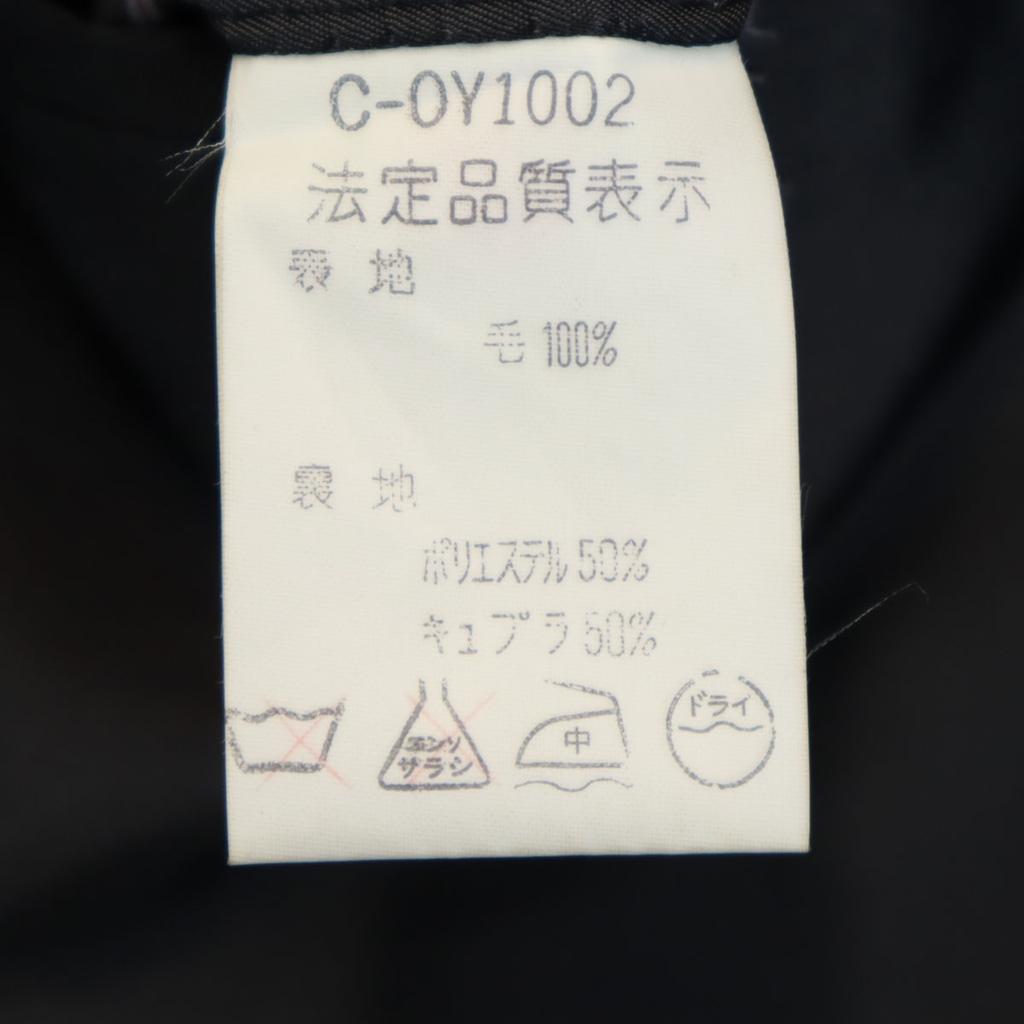 C-OY1002
法定品質表示
表 地
毛 100%
裏 地
ポリエステル 50%
キュプラ 50%
エンソ
サラシ
中
ドライ